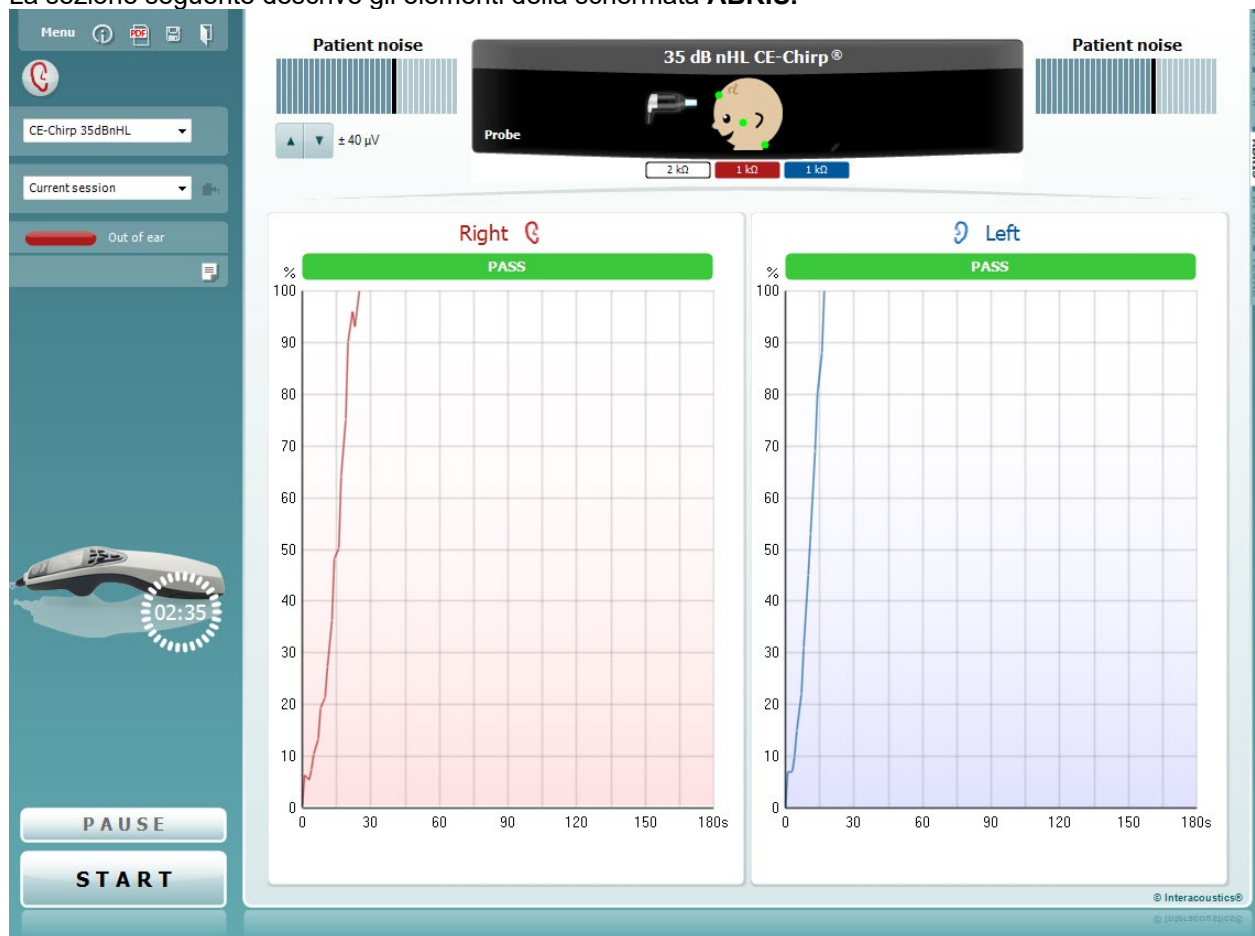 La sezione seguente descrive gli elementi della schermata ABRIS.
Menu
PDF
CE-Chirp 35dBnHL
Current session
Out of ear
02:35
PAUSE
START
Patient noise
± 40 µV
35 dB nHL CE-Chirp®
Probe
2 kΩ 1 kΩ 1 kΩ
Patient noise
Right
PASS
%
100
90
80
70
60
50
40
30
20
10
0
0 30 60 90 120 150 180s
Left
PASS
%
100
90
80
70
60
50
40
30
20
10
0
0 30 60 90 120 150 180s
© Interacoustics®